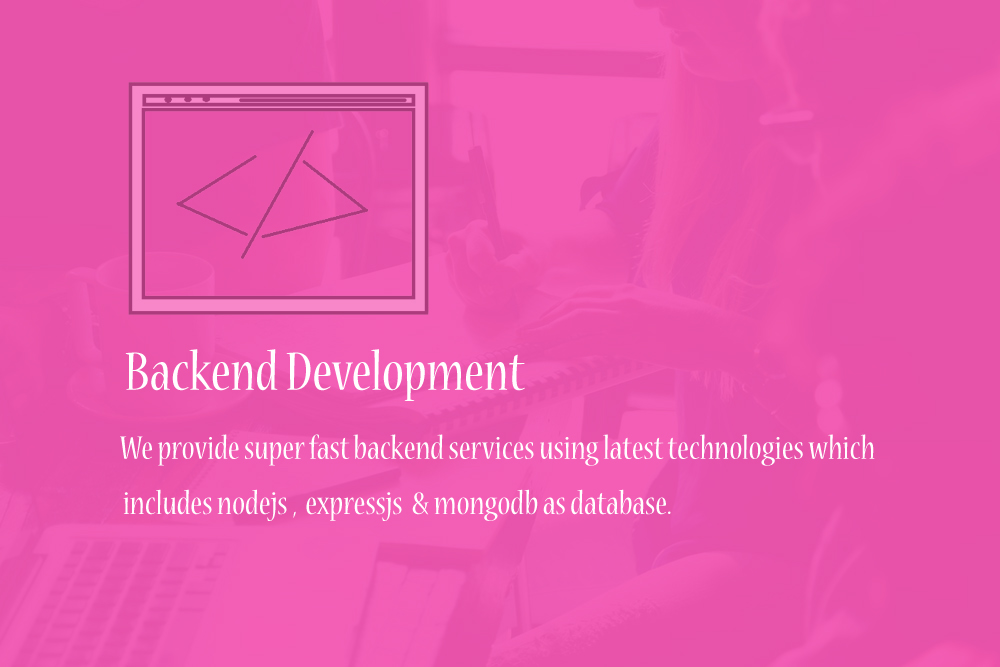 Backend Development
We provide super fast backend services using latest technologies which
includes nodejs , expressjs & mongodb as database.